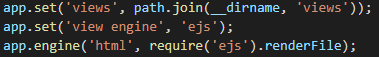 app.set('views', path.join(__dirname, 'views'));
app.set('view engine', 'ejs');
app.engine('html', require('ejs').renderFile);